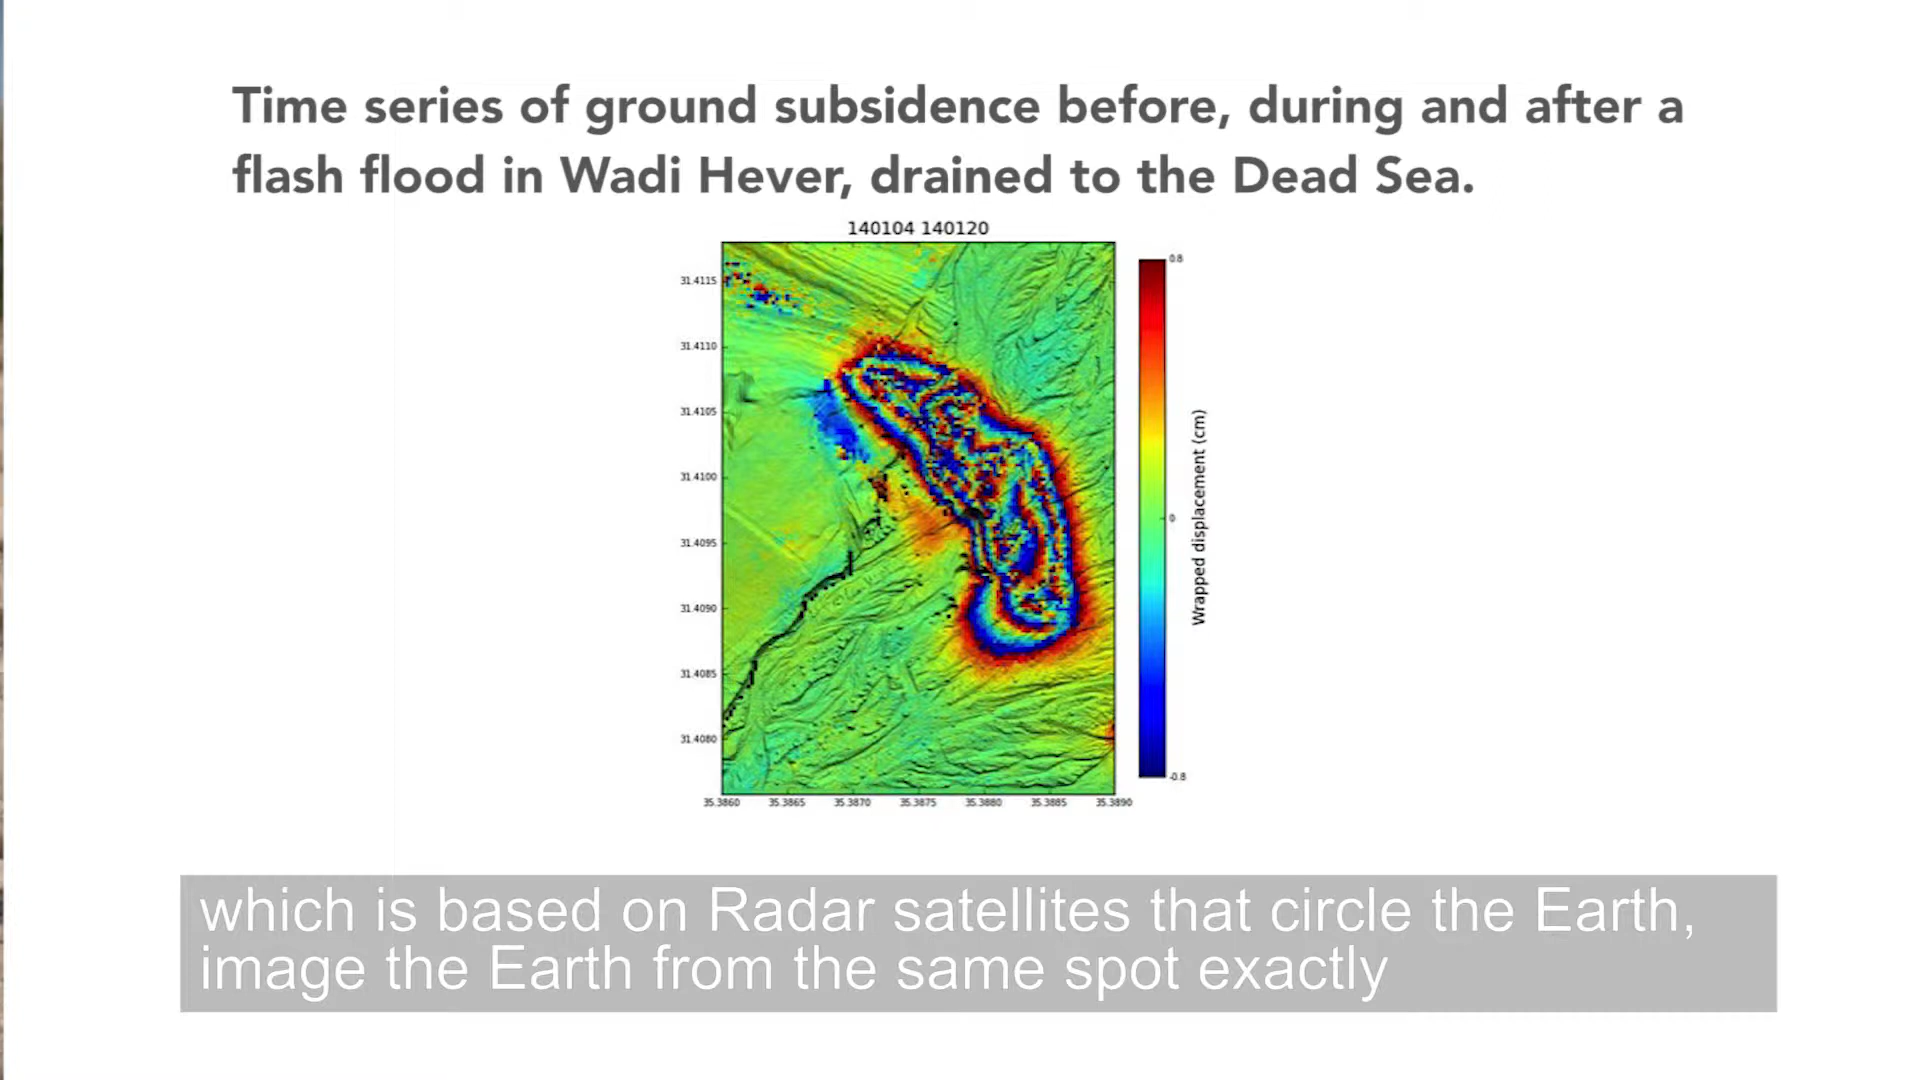 Time series of ground subsidence before, during and after a
flash flood in Wadi Hever, drained to the Dead Sea.
140104 140120
0.8
31.4115
31.4110
31.4105
31.4100
0
31.4095
31.4090
31.4085
31.4080
-0.8
Wrapped displacement (cm)
35.3860 35.3865 35.3870 35.3875 35.3880 35.3885 35.3890
which is based on Radar satellites that circle the Earth,
image the Earth from the same spot exactly